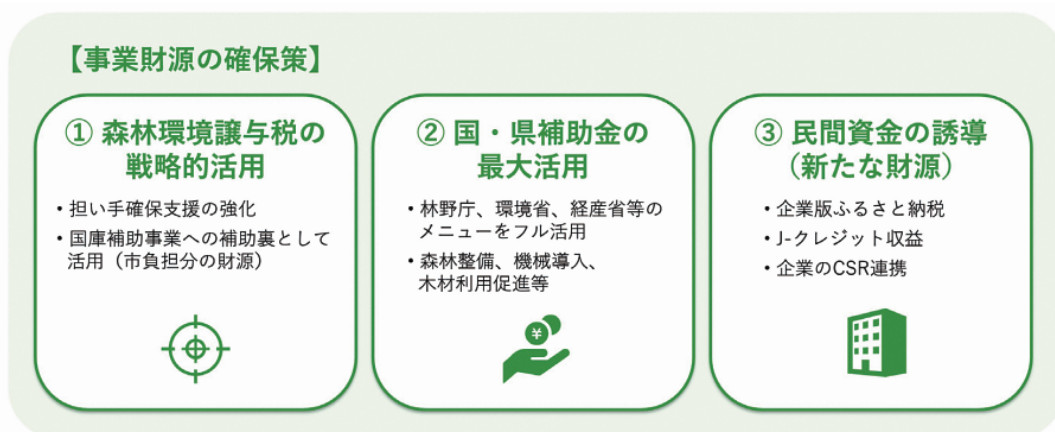 【事業財源の確保策】
① 森林環境譲与税の
戦略的活用
・担い手確保支援の強化
・国庫補助事業への補助裏として
活用（市負担分の財源）
② 国・県補助金の
最大活用
・林野庁、環境省、経産省等の
メニューをフル活用
・森林整備、機械導入、
木材利用促進等
¥
③ 民間資金の誘導
（新たな財源）
・企業版ふるさと納税
・J-クレジット収益
・企業のCSR連携